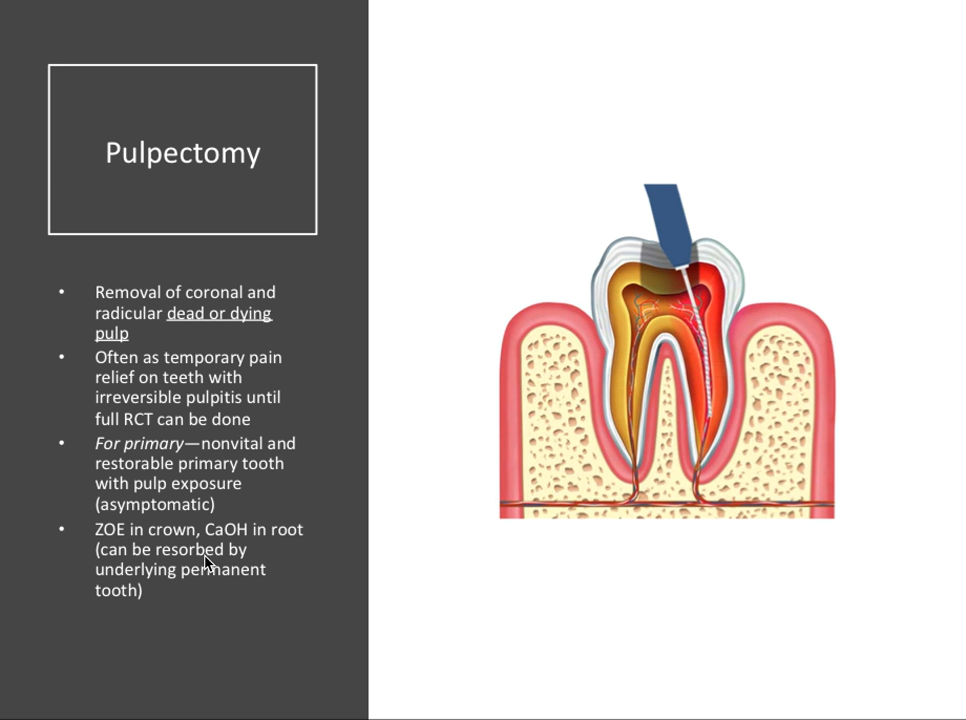 Pulpectomy
• Removal of coronal and
radicular dead or dying
pulp
• Often as temporary pain
relief on teeth with
irreversible pulpitis until
full RCT can be done
• For primary—nonvital and
restorable primary tooth
with pulp exposure
(asymptomatic)
• ZOE in crown, CaOH in root
(can be resorbed by
underlying permanent
tooth)